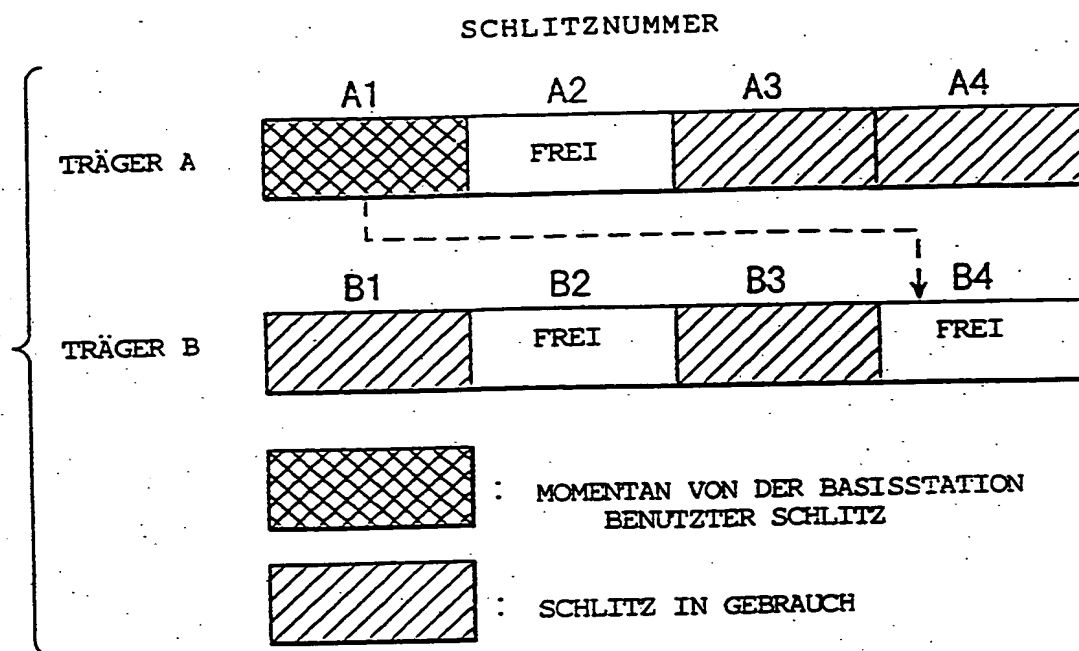 SCHLITZNUMMER
A1 A2 A3 A4
TRÄGER A FREI
B1 B2 B3 B4
TRÄGER B FREI FREI
: MOMENTAN VON DER BASISSTATION
BENUTZTER SCHLITZ
: SCHLITZ IN GEBRAUCH